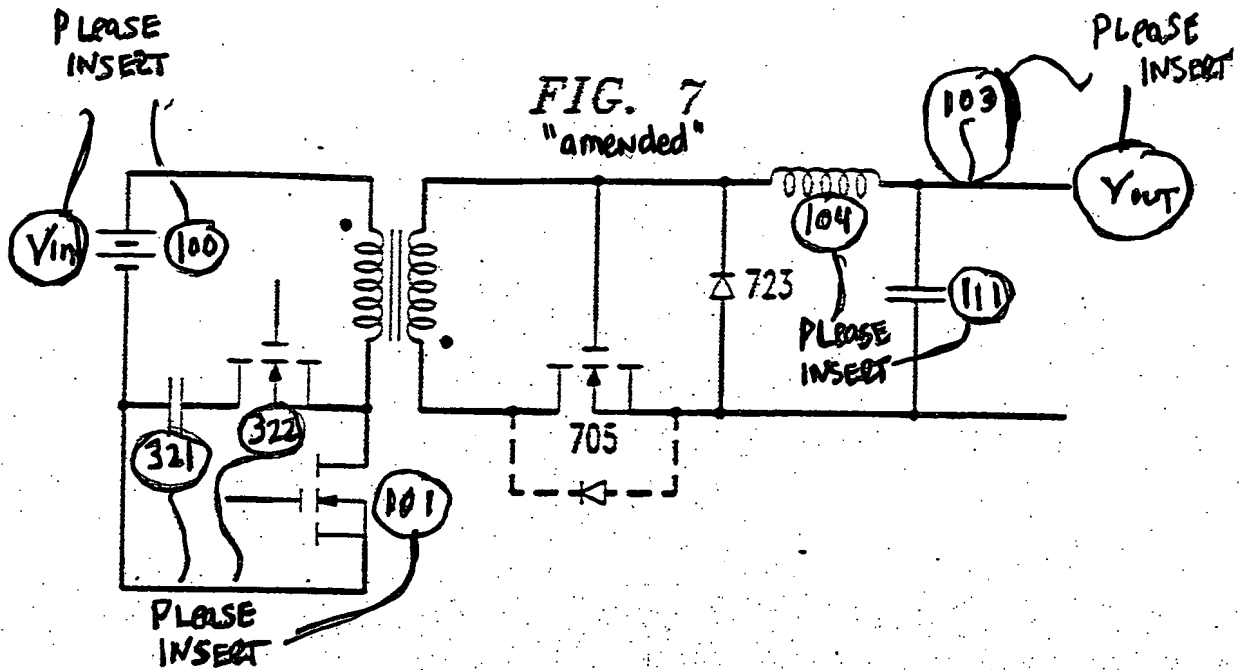 PLEASE
INSERT
PLEASE
INSERT
FIG. 7
"amended"
103
Vin
100
104
VOUT
723
111
PLEASE
INSERT
322
321
705
101
PLEASE
INSERT